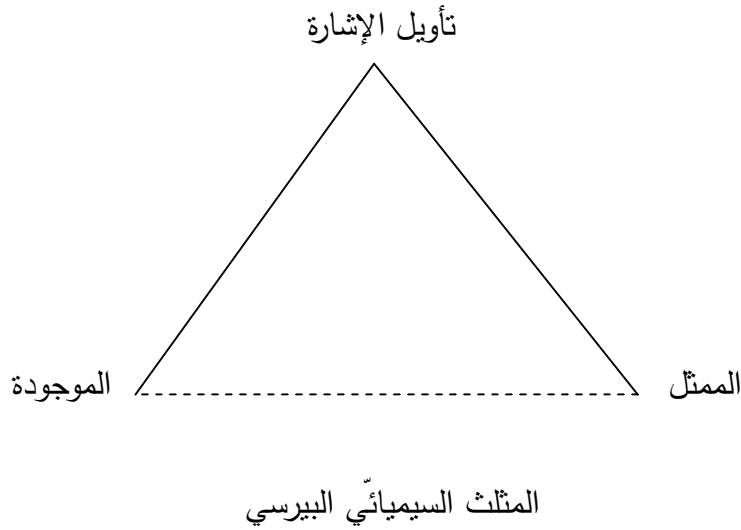 تأويل الإشارة
الممثل
الموجودة
المثلث السيميائّي البيرسي